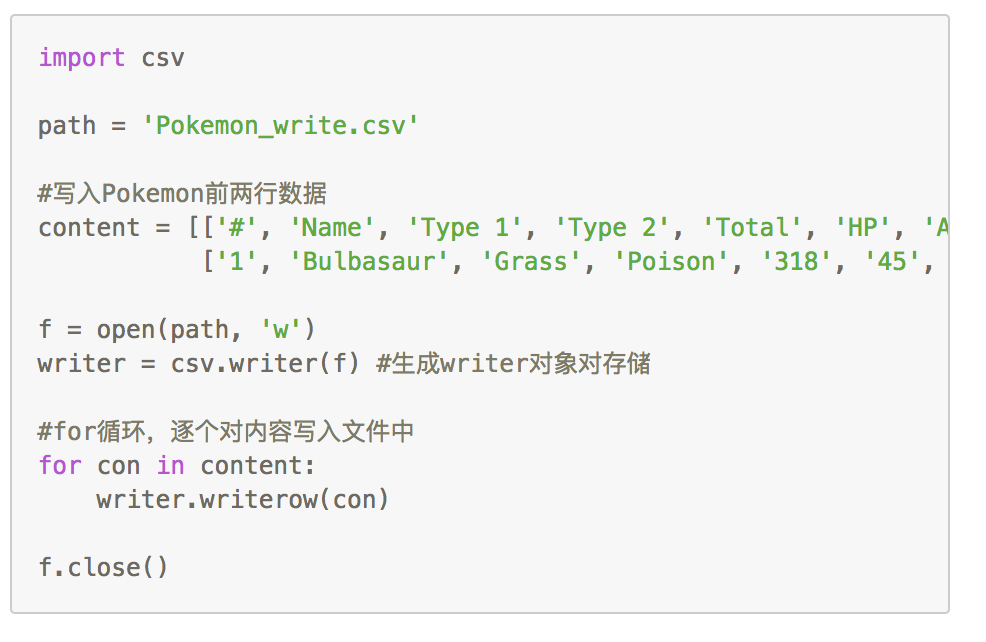 import csv
path = 'Pokemon_write.csv'
#写入Pokemon前两行数据
content = [['#', 'Name', 'Type 1', 'Type 2', 'Total', 'HP', 'A
['1', 'Bulbasaur', 'Grass', 'Poison', '318', '45',
f = open(path, 'w')
writer = csv.writer(f) #生成writer对象对存储
#for循环，逐个对内容写入文件中
for con in content:
writer.writerow(con)
f.close()